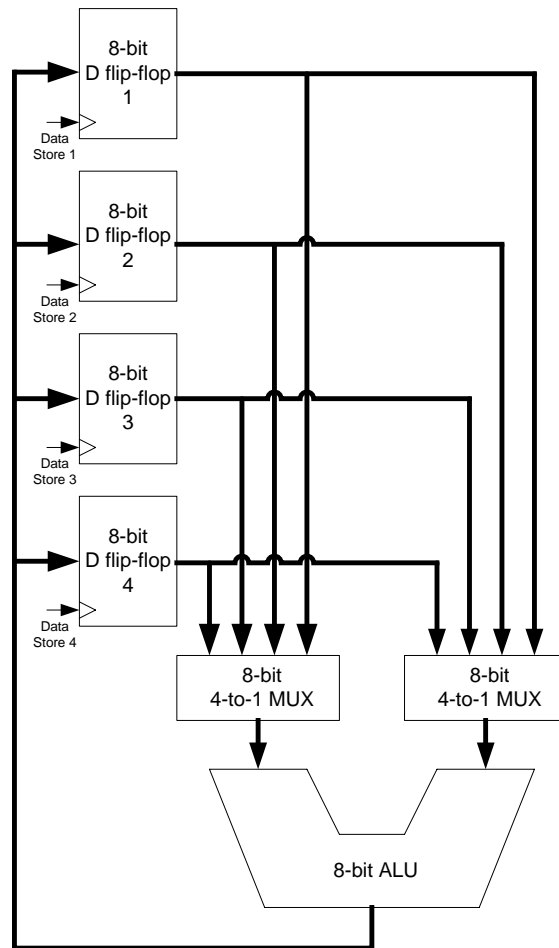 8-bit
D flip-flop
1
Data
Store 1
8-bit
D flip-flop
2
Data
Store 2
8-bit
D flip-flop
3
Data
Store 3
8-bit
D flip-flop
4
Data
Store 4
8-bit
4-to-1 MUX
8-bit
4-to-1 MUX
8-bit ALU